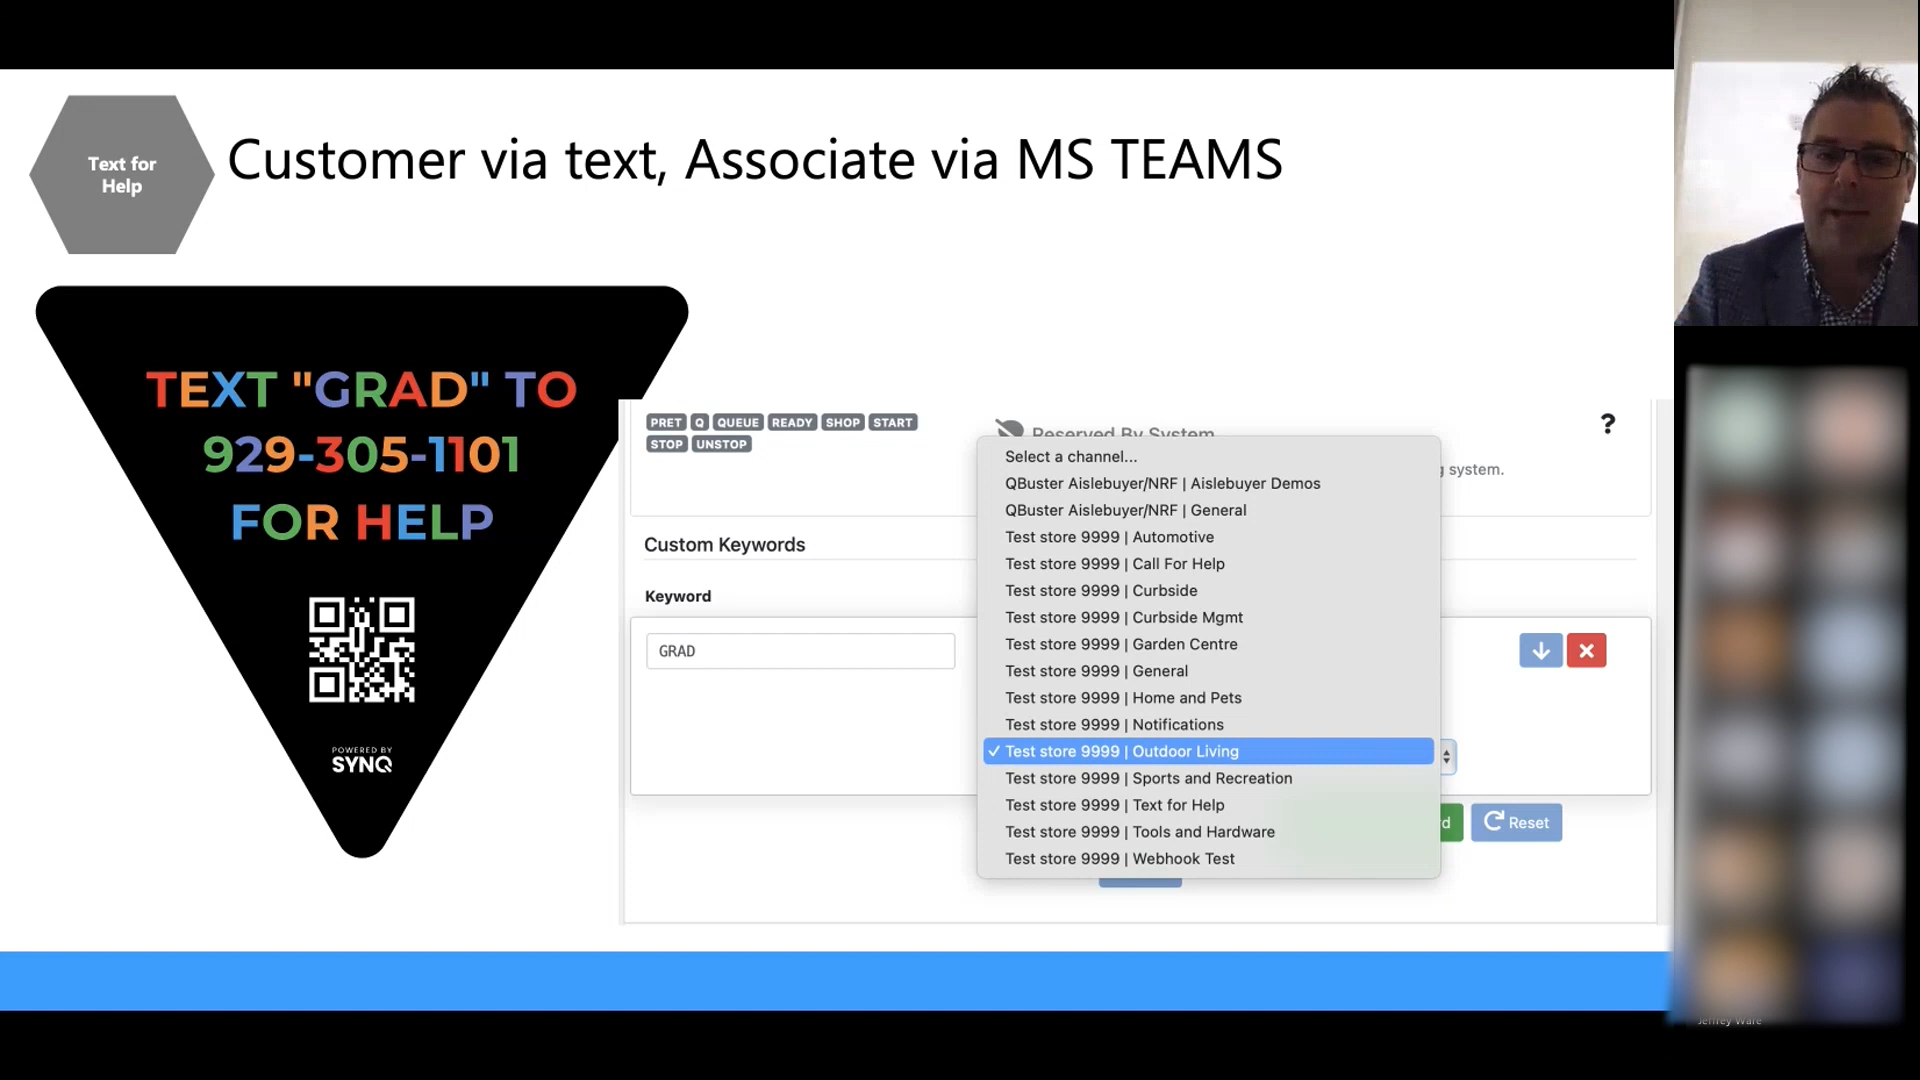 Text for
Help
Customer via text, Associate via MS TEAMS
TEXT "GRAD" TO
929-305-1101
FOR HELP
POWERED BY
SYNQ
PRET Q QUEUE READY SHOP START
STOP UNSTOP
Reserved By System
?
system.
Custom Keywords
Keyword
GRAD
Select a channel...
QBuster Aislebuyer/NRF | Aislebuyer Demos
QBuster Aislebuyer/NRF | General
Test store 9999 | Automotive
Test store 9999 | Call For Help
Test store 9999 | Curbside
Test store 9999 | Curbside Mgmt
Test store 9999 | Garden Centre
Test store 9999 | General
Test store 9999 | Home and Pets
Test store 9999 | Notifications
✓ Test store 9999 | Outdoor Living
Test store 9999 | Sports and Recreation
Test store 9999 | Text for Help
Test store 9999 | Tools and Hardware
Test store 9999 | Webhook Test
Reset
Jeffrey Ware